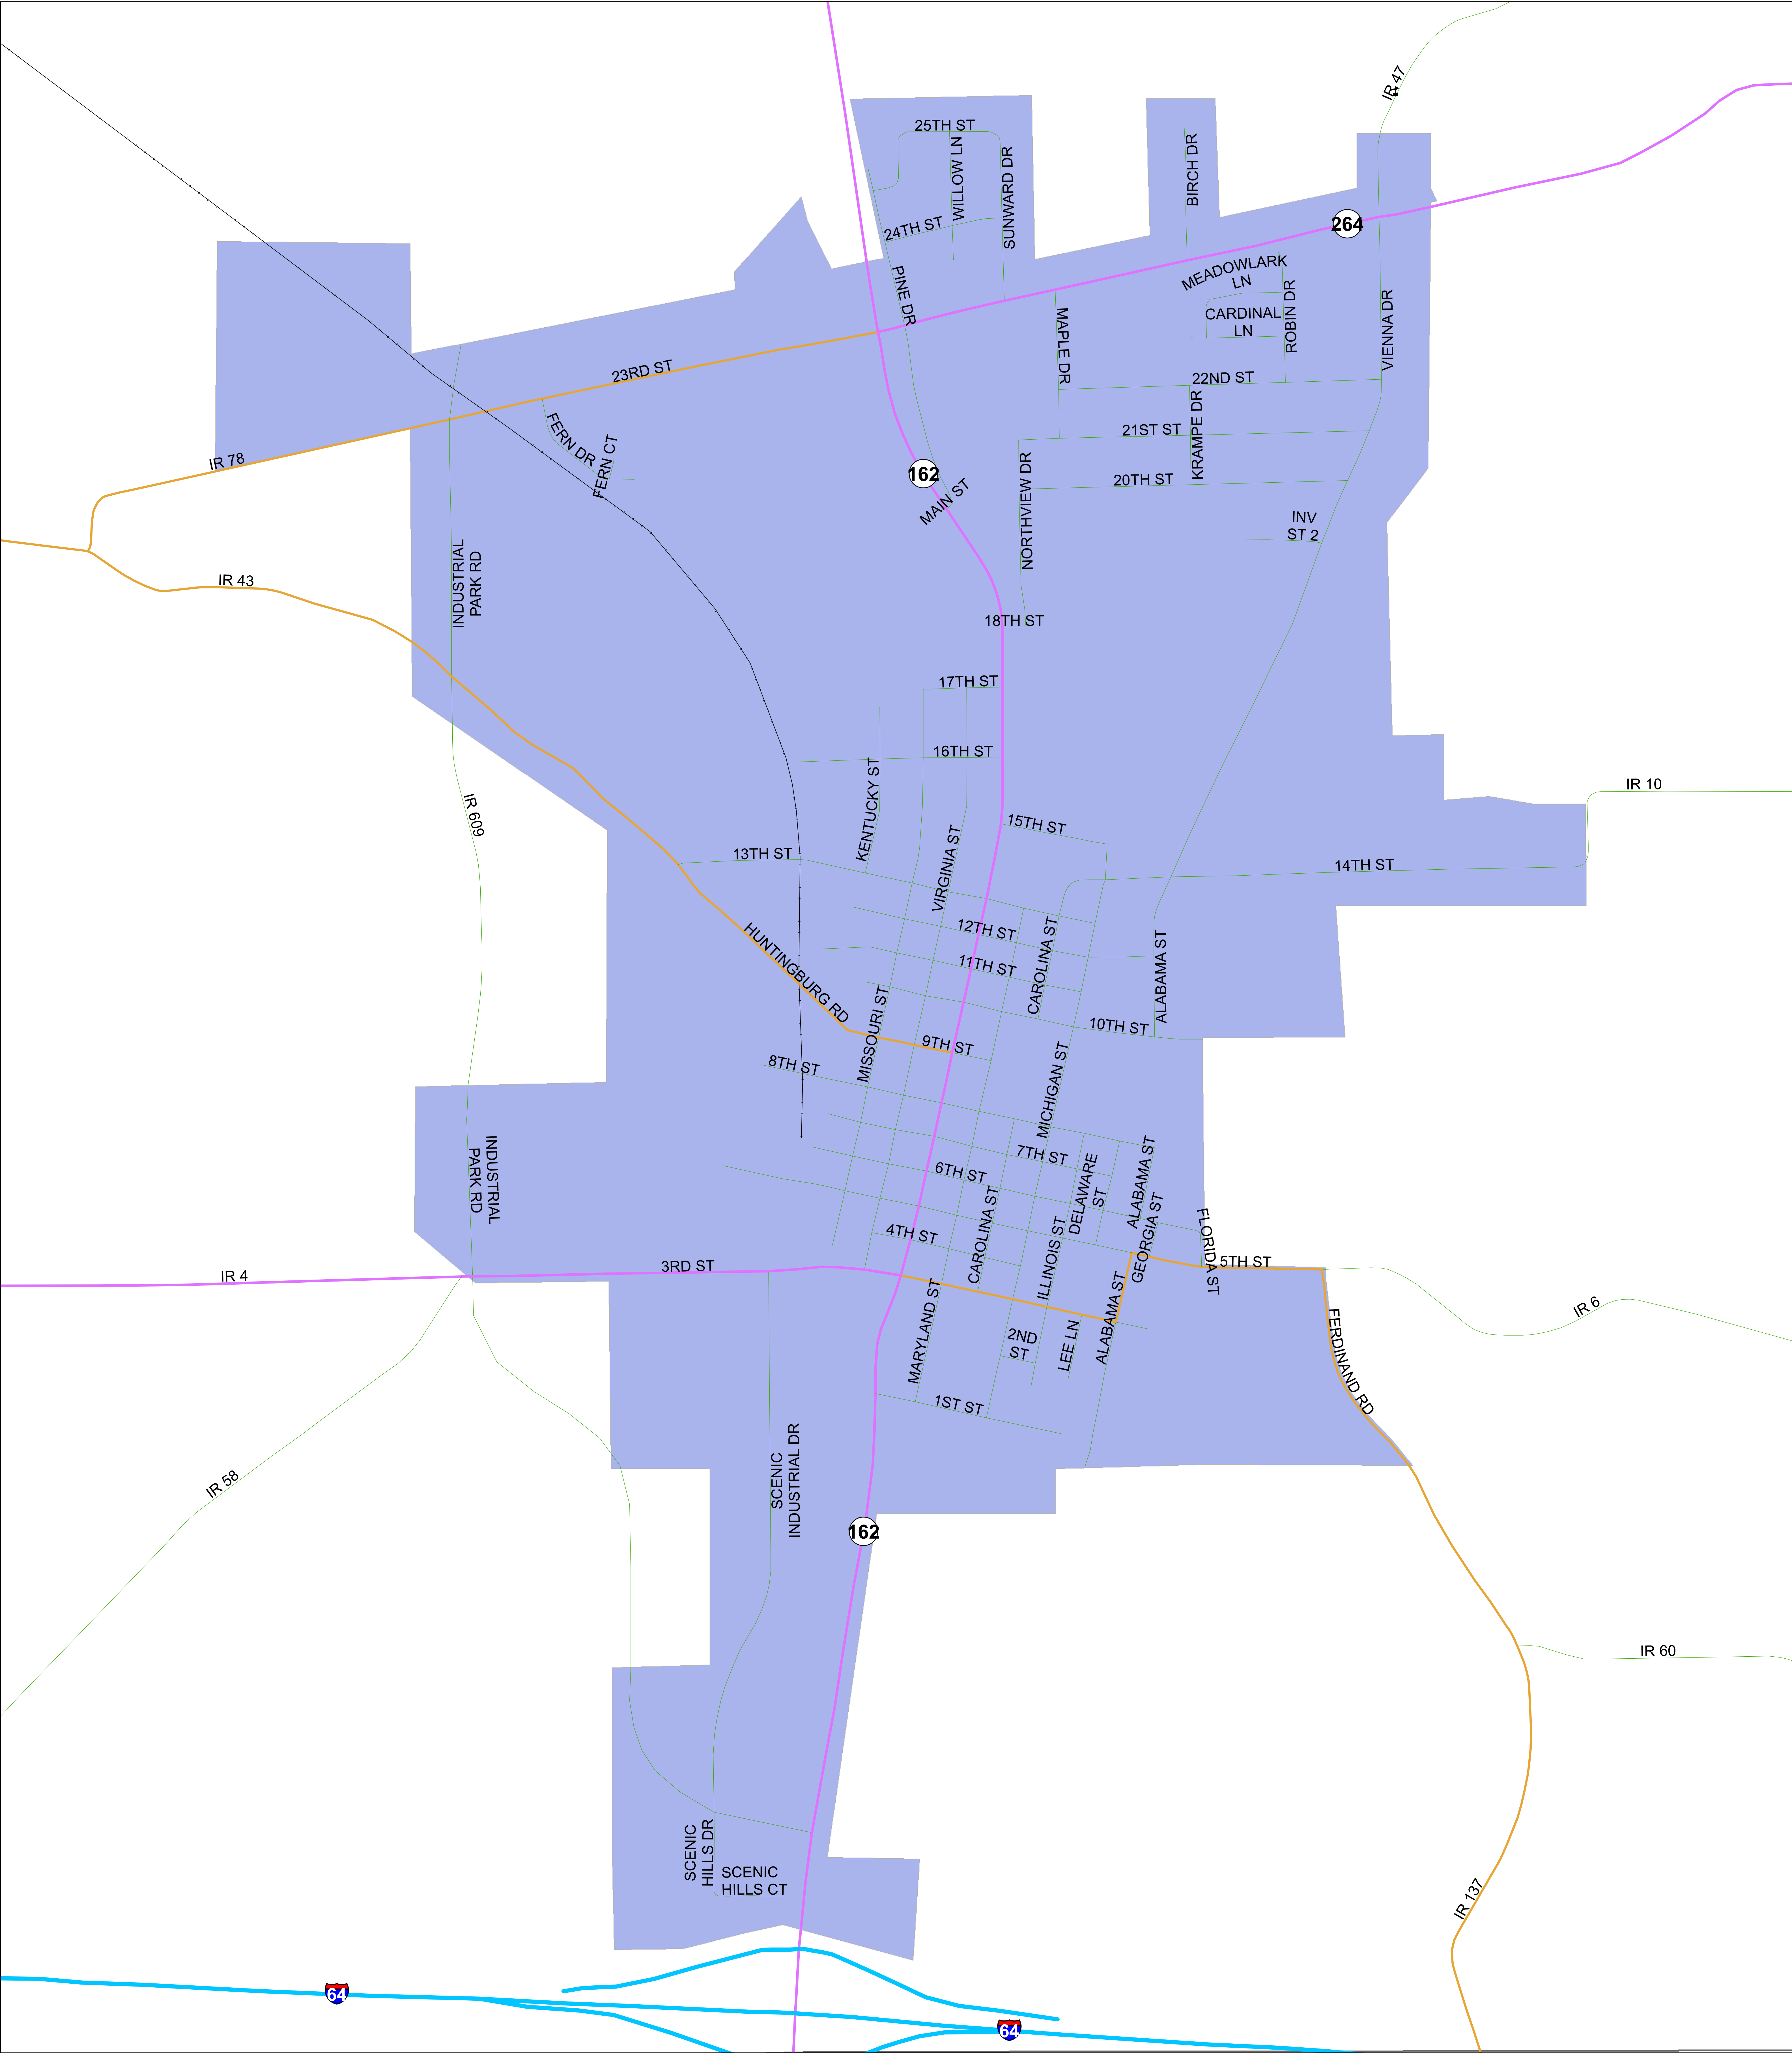 IR 47
25TH ST
WILLOW LN
SUNWARD DR
BIRCH DR
24TH ST
264
PINE DR
MEADOWLARK
LN
CARDINAL
LN
ROBIN DR
VIENNA DR
MAPLE DR
23RD ST
22ND ST
KRAMPE DR
21ST ST
FERN DR
FERN CT
IR 78
162
MAIN ST
NORTHVIEW DR
20TH ST
INV
ST 2
INDUSTRIAL
PARK RD
IR 43
18TH ST
17TH ST
16TH ST
KENTUCKY ST
IR 10
IR 609
15TH ST
13TH ST
VIRGINIA ST
14TH ST
12TH ST
CAROLINA ST
ALABAMA ST
HUNTINGBURG RD
11TH ST
MISSOURI ST
10TH ST
9TH ST
8TH ST
MICHIGAN ST
INDUSTRIAL
PARK RD
7TH ST
6TH ST
DELAWARE
ST
ALABAMA ST
GEORGIA ST
CAROLINA ST
4TH ST
ILLINOIS ST
FLORIDA ST
5TH ST
3RD ST
IR 4
IR 6
MARYLAND ST
ALABAMA ST
2ND
ST
LEE LN
FERDINAND RD
1ST ST
SCENIC
INDUSTRIAL DR
IR 58
162
IR 60
SCENIC
HILLS DR
SCENIC
HILLS CT
IR 137
64
64